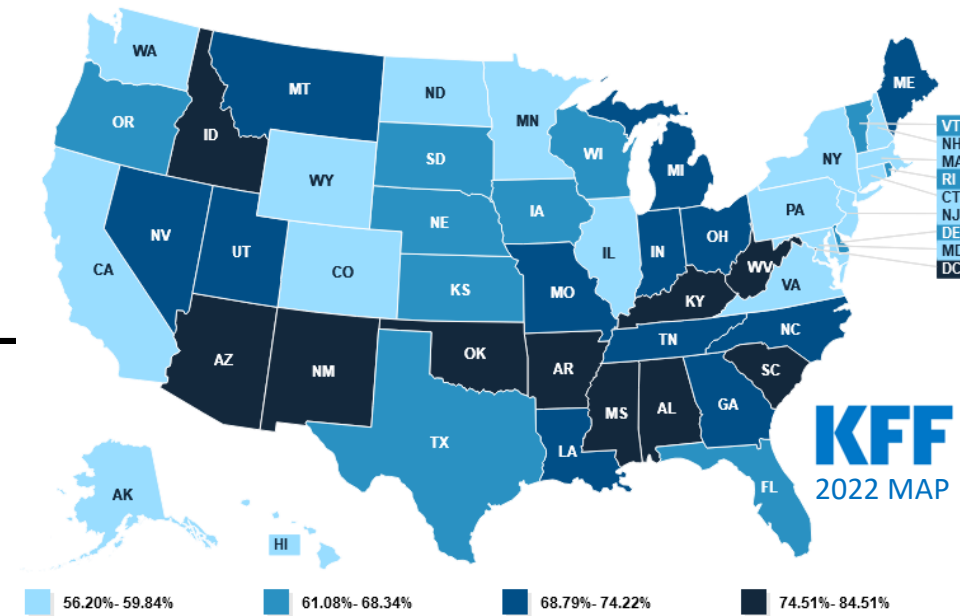 WA
MT
ND
MN
ME
OR
ID
SD
WI
MI
NY
VT
NH
MA
RI
CT
NJ
DE
MD
DC
WY
NE
IA
PA
NV
UT
CO
IL
IN
OH
CA
KS
MO
WV
KY
VA
AZ
NM
OK
AR
TN
NC
SC
MS
AL
GA
TX
LA
FL
AK
HI
KFF
2022 MAP
56.20%- 59.84%
61.08%- 68.34%
68.79%- 74.22%
74.51%- 84.51%